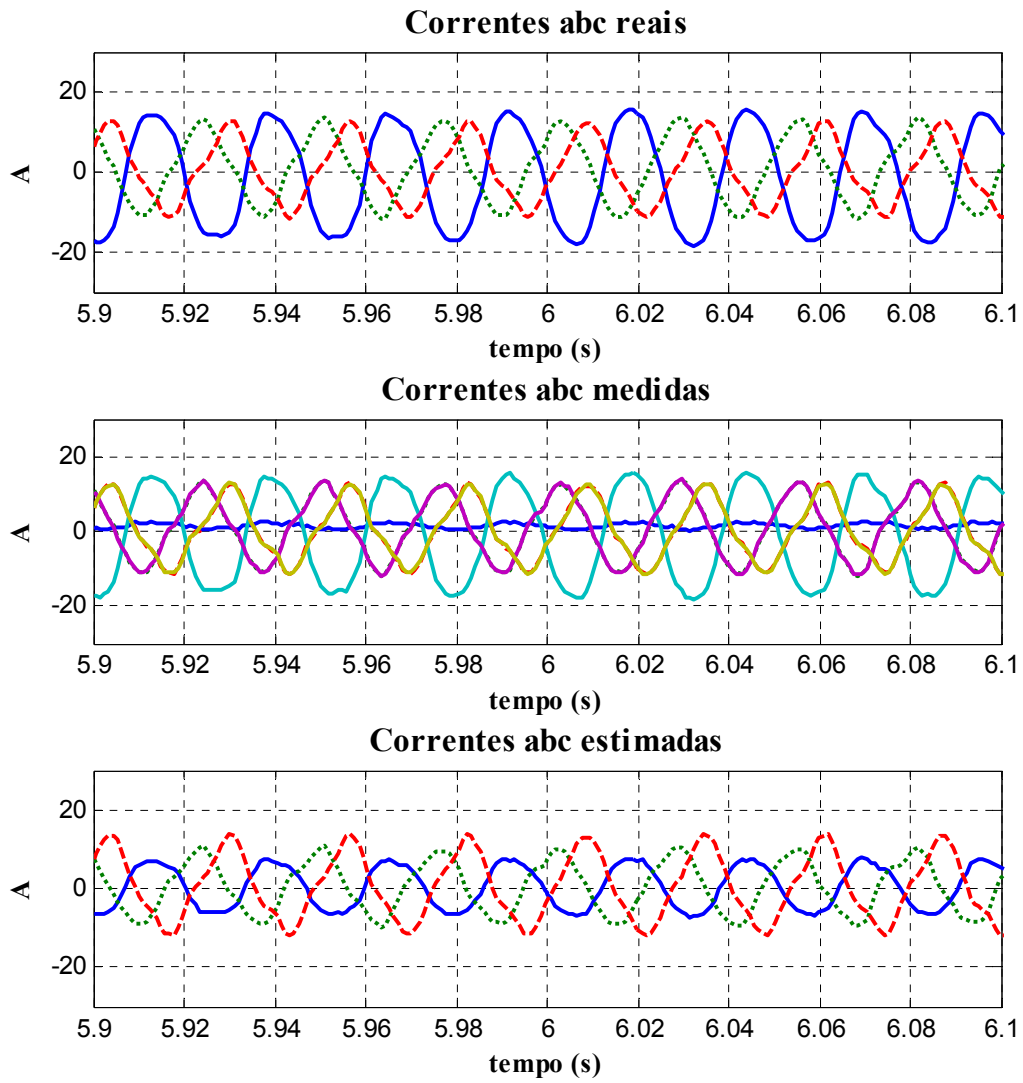 Correntes abc reais
20
0
-20
A
5.9 5.92 5.94 5.96 5.98 6 6.02 6.04 6.06 6.08 6.1
tempo (s)
Correntes abc medidas
20
0
-20
A
5.9 5.92 5.94 5.96 5.98 6 6.02 6.04 6.06 6.08 6.1
tempo (s)
Correntes abc estimadas
20
0
-20
A
5.9 5.92 5.94 5.96 5.98 6 6.02 6.04 6.06 6.08 6.1
tempo (s)